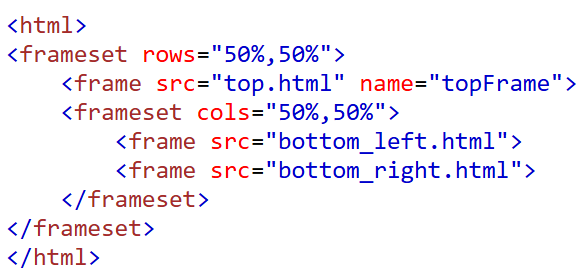 <html>
<frameset rows="50%,50%">
    <frame src="top.html" name="topFrame">
    <frameset cols="50%,50%">
        <frame src="bottom_left.html">
        <frame src="bottom_right.html">
    </frameset>
</frameset>
</html>